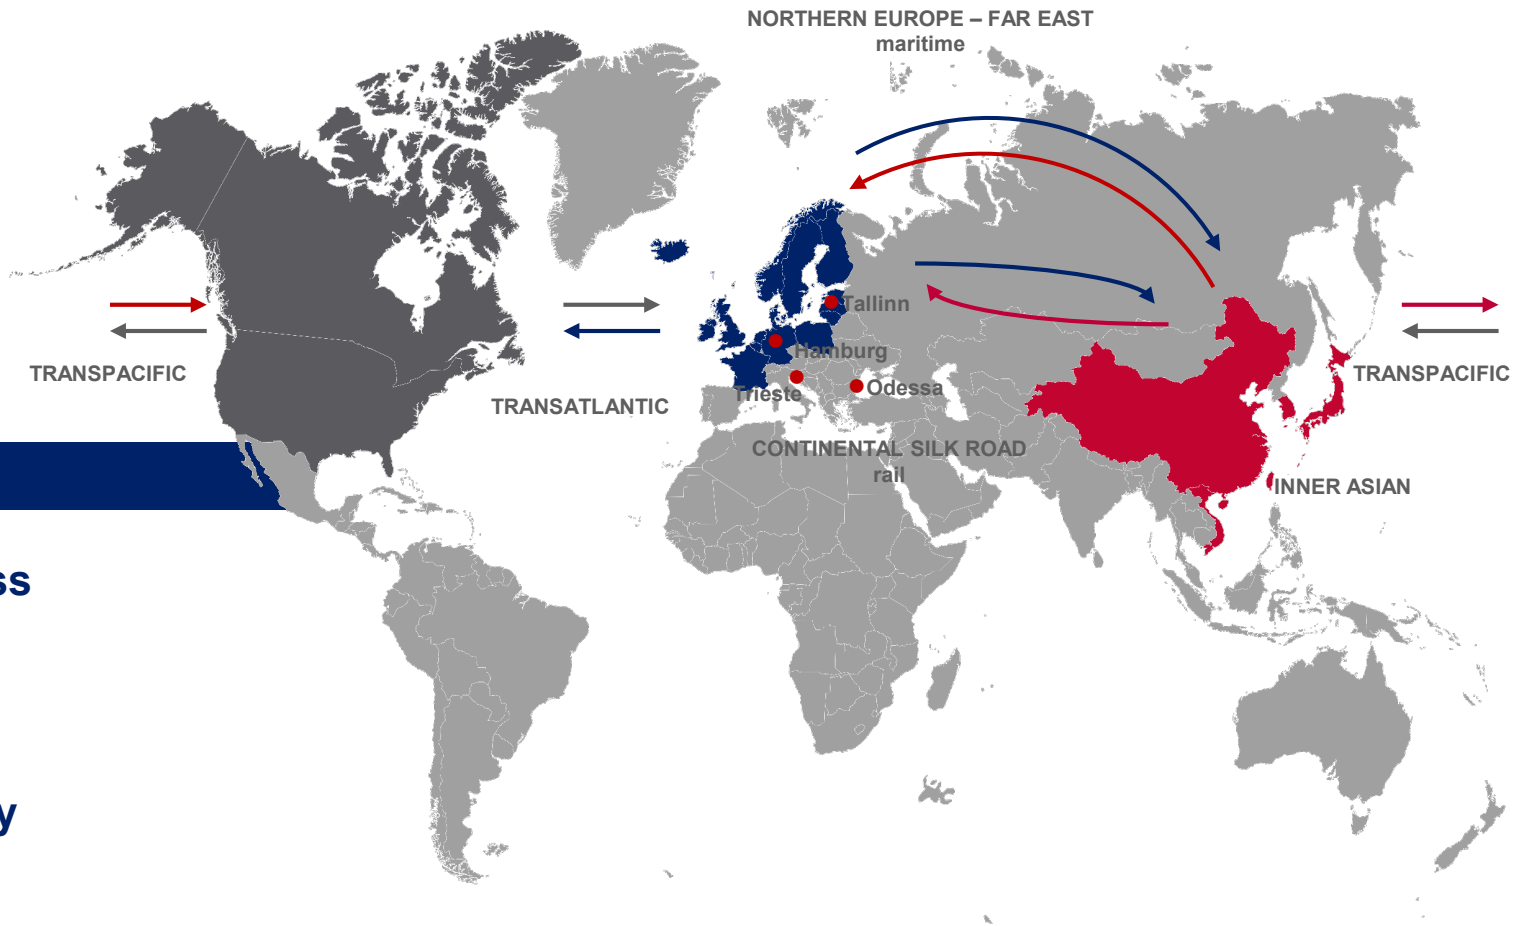 NORTHERN EUROPE – FAR EAST
maritime
Tallinn
Hamburg
TRANSPACIFIC
TRANSPACIFIC
Trieste
Odessa
TRANSATLANTIC
CONTINENTAL SILK ROAD
rail
INNER ASIAN
ss
y